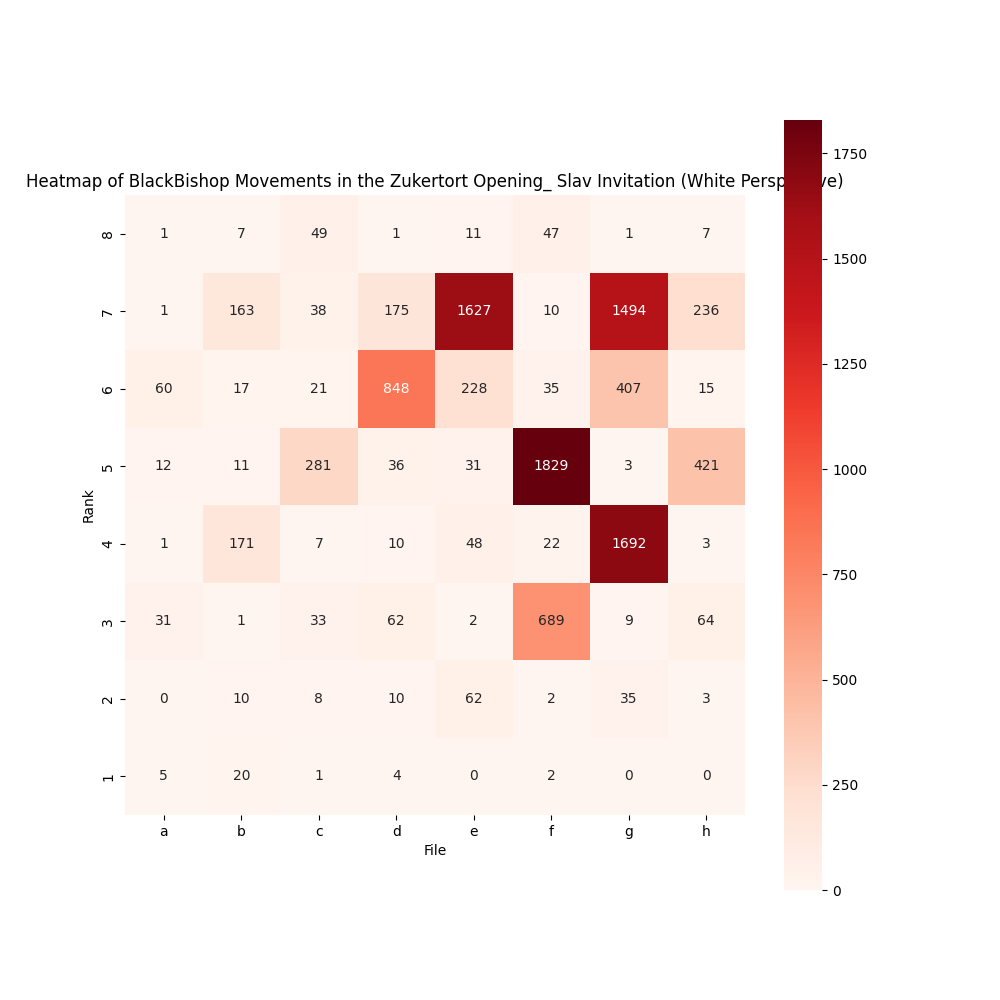 Heatmap of BlackBishop Movements in the Zukertort Opening_ Slav Invitation (White Perspective)
1750
8 1 7 49 1 11 47 1 7
1500
7 1 163 38 175 1627 10 1494 236
1250
6 60 17 21 848 228 35 407 15
1000
5 12 11 281 36 31 1829 3 421
Rank
4 1 171 7 10 48 22 1692 3
750
3 31 1 33 62 2 689 9 64
500
2 0 10 8 10 62 2 35 3
250
1 5 20 1 4 0 2 0 0
a b c d e f g h
File
0